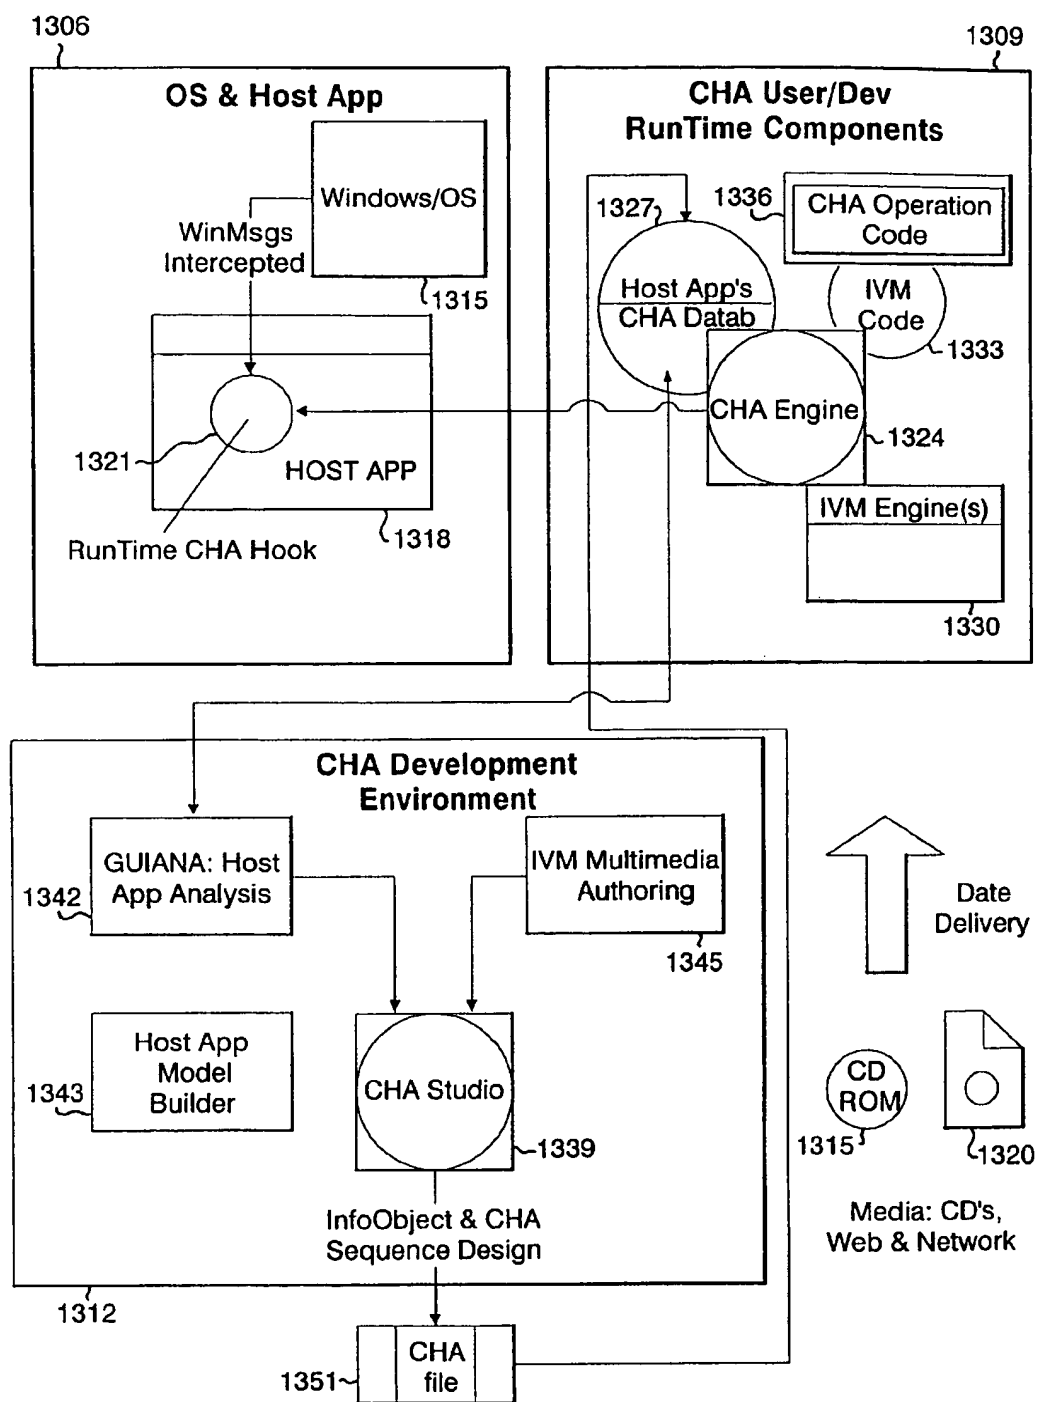 1306
OS & Host App
Windows/OS
WinMsgs
Intercepted
1315
1321
HOST APP
1318
RunTime CHA Hook
1309
CHA User/Dev
RunTime Components
1327
1336
CHA Operation
Code
Host App's
CHA Datab
IVM
Code
1333
CHA Engine
1324
IVM Engine(s)
1330
CHA Development
Environment
GUIANA: Host
App Analysis
1342
IVM Multimedia
Authoring
1345
Host App
Model
Builder
1343
CHA Studio
1339
InfoObject & CHA
Sequence Design
1312
CHA
file
1351
Date
Delivery
CD
ROM
1315
1320
Media: CD's,
Web & Network